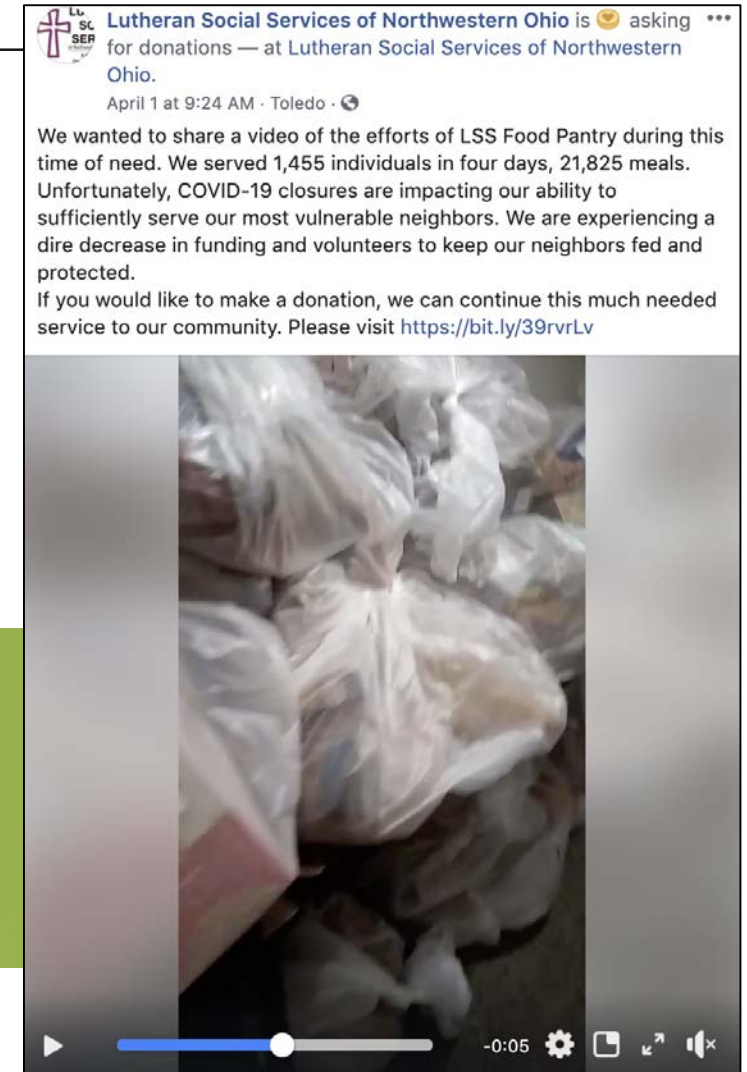 LU
SC
SER
Lutheran Social Services of Northwestern Ohio is asking
for donations — at Lutheran Social Services of Northwestern
Ohio.
April 1 at 9:24 AM · Toledo ·
We wanted to share a video of the efforts of LSS Food Pantry during this
time of need. We served 1,455 individuals in four days, 21,825 meals.
Unfortunately, COVID-19 closures are impacting our ability to
sufficiently serve our most vulnerable neighbors. We are experiencing a
dire decrease in funding and volunteers to keep our neighbors fed and
protected.
If you would like to make a donation, we can continue this much needed
service to our community. Please visit https://bit.ly/39rvrLv
-0:05